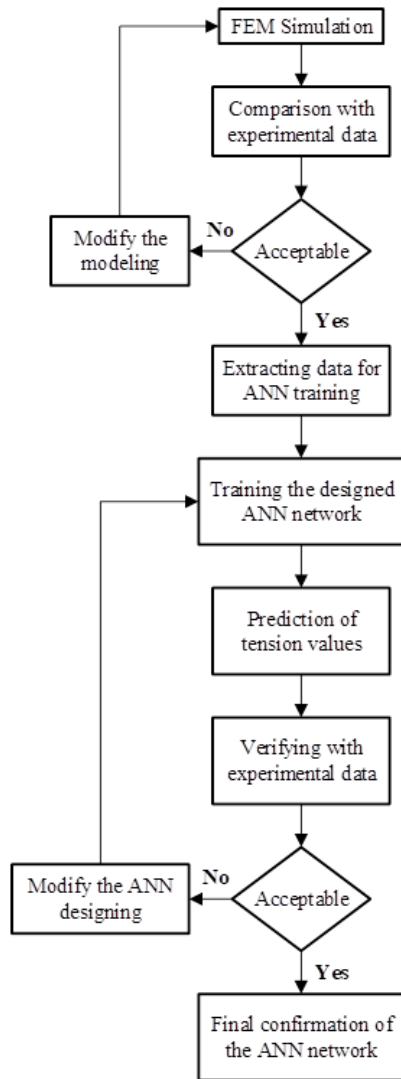 FEM Simulation
Comparison with
experimental data
Acceptable
No
Modify the
modeling
Yes
Extracting data for
ANN training
Training the designed
ANN network
Prediction of
tension values
Verifying with
experimental data
Acceptable
No
Modify the ANN
designing
Yes
Final confirmation of
the ANN network